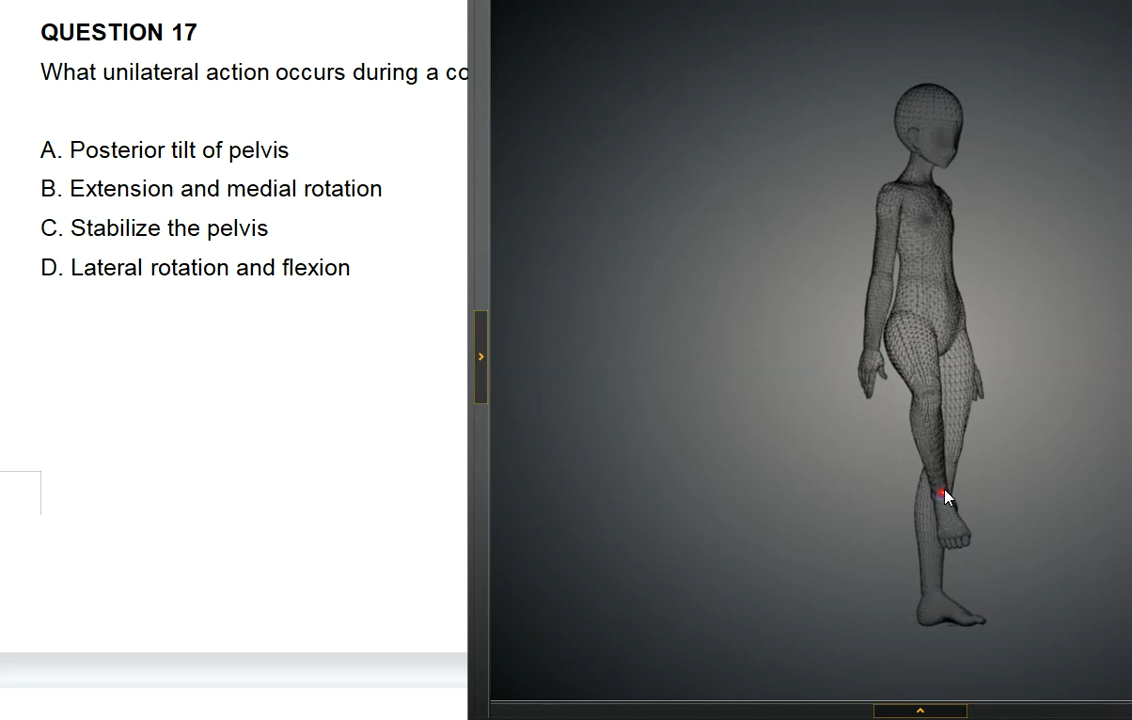 QUESTION 17
What unilateral action occurs during a
A. Posterior tilt of pelvis
B. Extension and medial rotation
C. Stabilize the pelvis
D. Lateral rotation and flexion